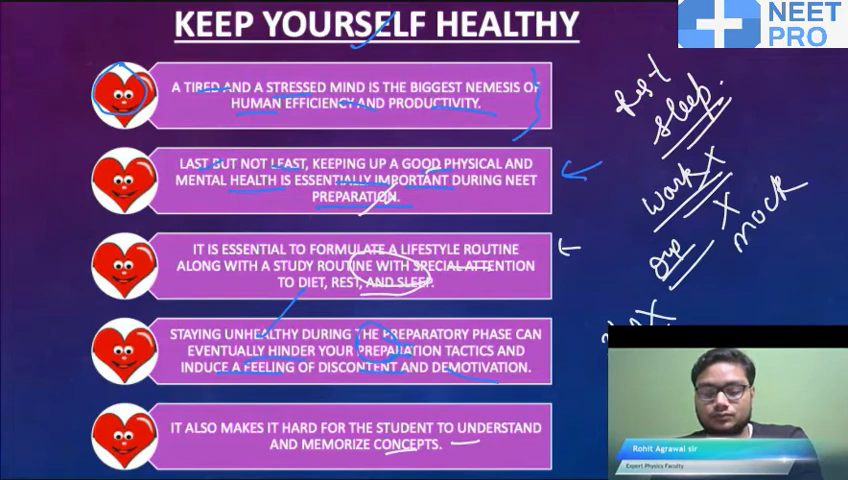 KEEP YOURSELF HEALTHY
NEET
PRO
A TIRED AND A STRESSED MIND IS THE BIGGEST NEMESIS OF
HUMAN EFFICIENCY AND PRODUCTIVITY.
LAST BUT NOT LEAST, KEEPING UP A GOOD PHYSICAL AND
MENTAL HEALTH IS ESSENTIALLY IMPORTANT DURING NEET
PREPARATION.
IT IS ESSENTIAL TO FORMULATE A LIFESTYLE ROUTINE
ALONG WITH A STUDY ROUTINE WITH SPECIAL ATTENTION
TO DIET, REST, AND SLEEP.
STAYING UNHEALTHY DURING THE PREPARATORY PHASE CAN
EVENTUALLY HINDER YOUR PREPARATION TACTICS AND
INDUCE A FEELING OF DISCONTENT AND DEMOTIVATION.
IT ALSO MAKES IT HARD FOR THE STUDENT TO UNDERSTAND
AND MEMORIZE CONCEPTS.
Rest
Sleep.
Work X
X
mock
Rohit Agrawal sir
Expert Physics Faculty